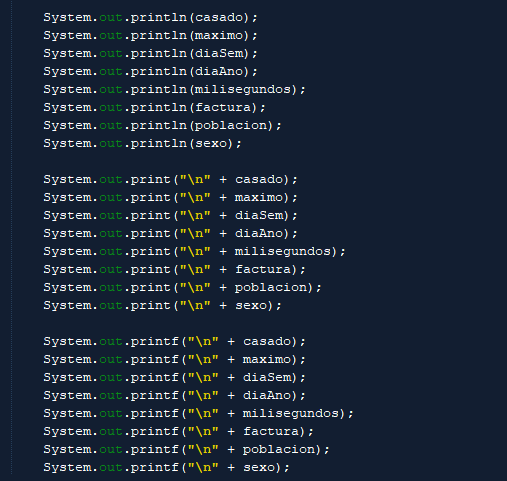 System.out.println(casado);
System.out.println(maximo);
System.out.println(diaSem);
System.out.println(diaAno);
System.out.println(milisegundos);
System.out.println(factura);
System.out.println(poblacion);
System.out.println(sexo);
System.out.print("\n" + casado);
System.out.print("\n" + maximo);
System.out.print("\n" + diaSem);
System.out.print("\n" + diaAno);
System.out.print("\n" + milisegundos);
System.out.print("\n" + factura);
System.out.print("\n" + poblacion);
System.out.print("\n" + sexo);
System.out.printf("\n" + casado);
System.out.printf("\n" + maximo);
System.out.printf("\n" + diaSem);
System.out.printf("\n" + diaAno);
System.out.printf("\n" + milisegundos);
System.out.printf("\n" + factura);
System.out.printf("\n" + poblacion);
System.out.printf("\n" + sexo);